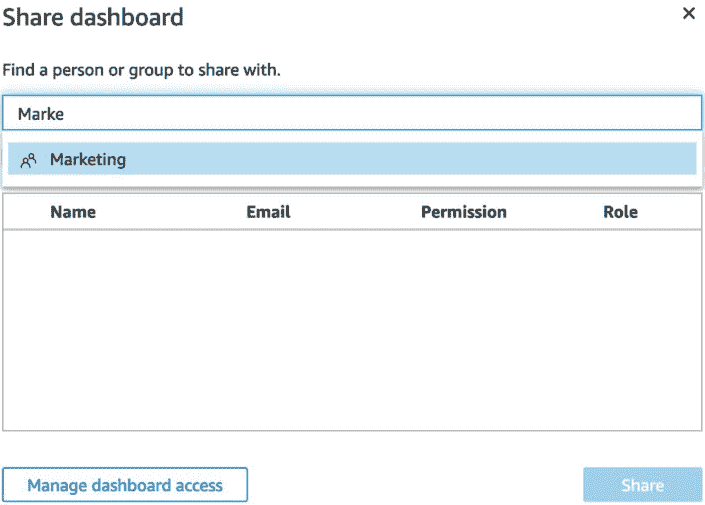 Share dashboard
Find a person or group to share with.
Marke
Marketing
Name Email Permission Role
Manage dashboard access Share